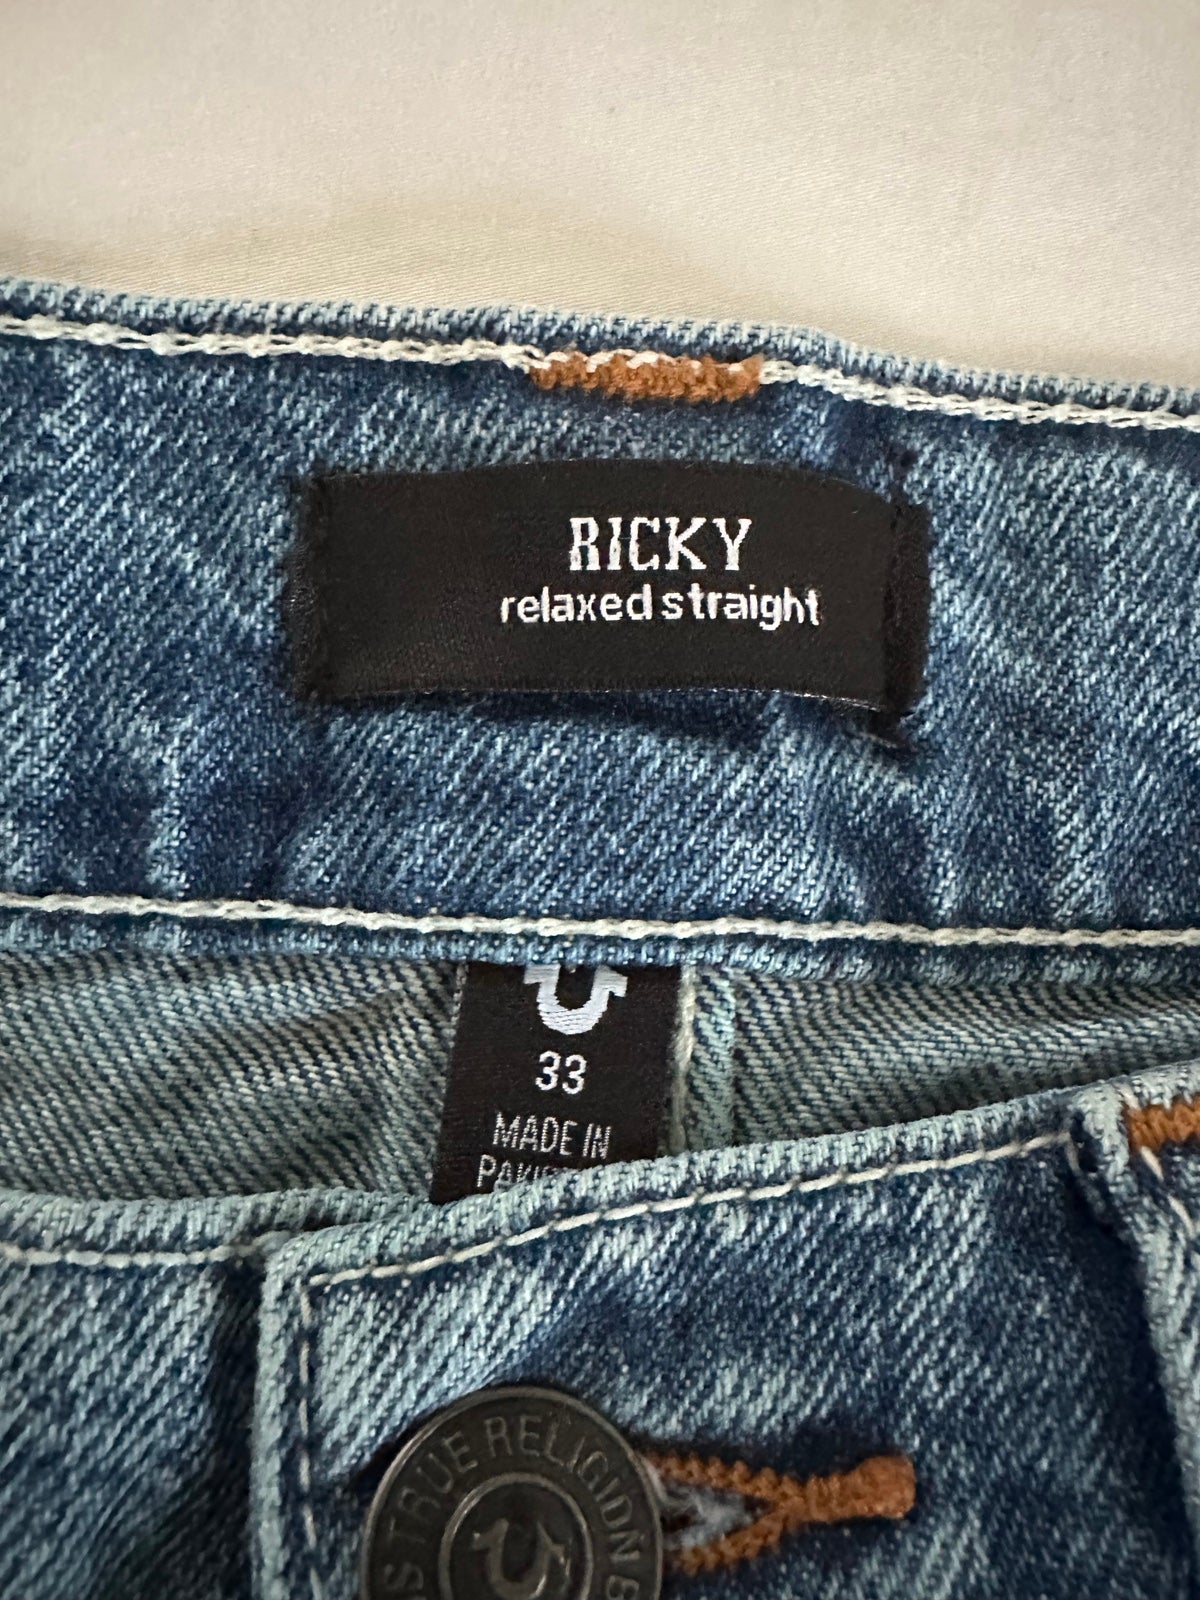 RICKY
relaxed straight
33
MADE IN
TRUE RELIGION